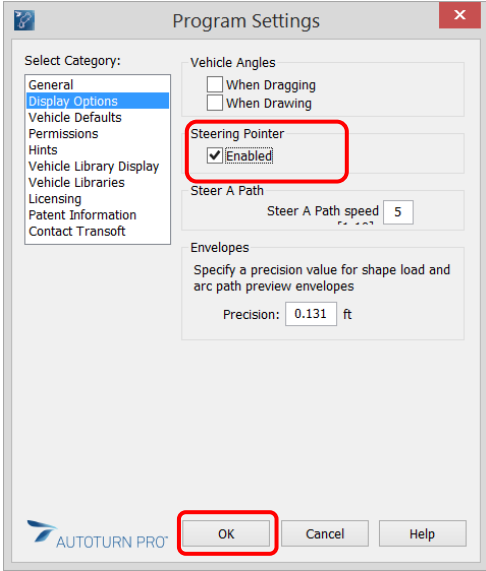 Program Settings
Select Category:
General
Display Options
Vehicle Defaults
Permissions
Hints
Vehicle Library Display
Vehicle Libraries
Licensing
Patent Information
Contact Transoft
Vehicle Angles
When Dragging
When Drawing
Steering Pointer
Enabled
Steer A Path
Steer A Path speed 5
Envelopes
Specify a precision value for shape load and
arc path preview envelopes
Precision: 0.131 ft
AUTOTURN PRO
OK Cancel Help